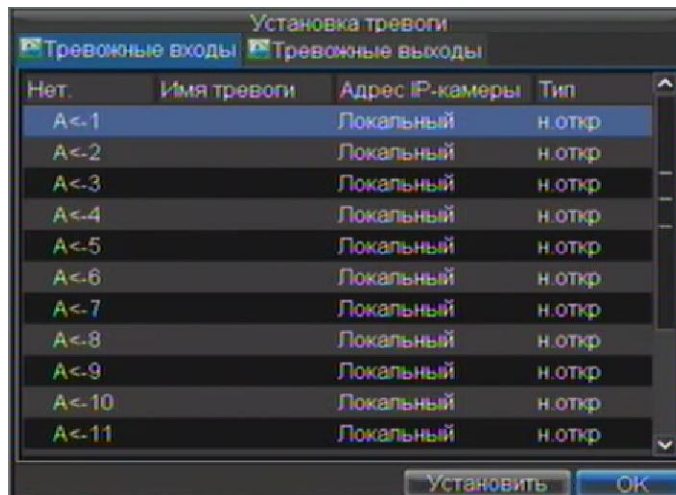 Установка тревоги
Тревожные входы Тревожные выходы
Нет. Имя тревоги Адрес IP-камеры Тип
A<-1 Локальный н.откр
A<-2 Локальный н.откр
A<-3 Локальный н.откр
A<-4 Локальный н.откр
A<-5 Локальный н.откр
A<-6 Локальный н.откр
A<-7 Локальный н.откр
A<-8 Локальный н.откр
A<-9 Локальный н.откр
A<-10 Локальный н.откр
A<-11 Локальный н.откр
Установить OK